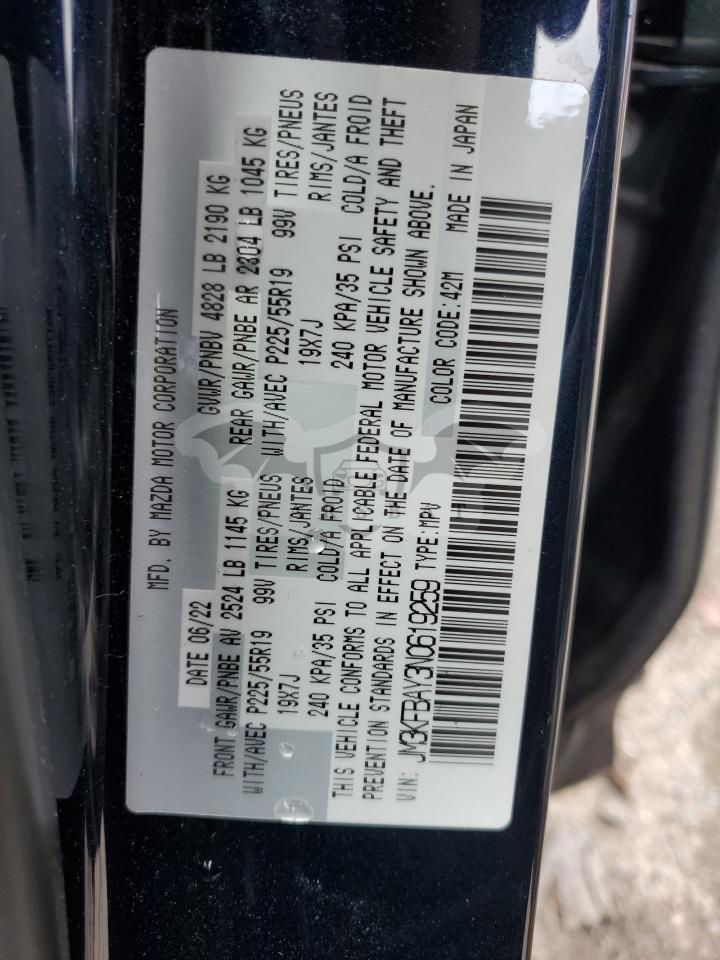 MFD. BY MAZDA MOTOR CORPORATION
DATE 06/22 GVWR/PNBV 4828 LB 2190 KG
FRONT GAWR/PNBE AV 2524 LB 1145 KG REAR GAWR/PNBE AR 2304 LB 1045 KG
WITH/AVEC P225/55R19 99V TIRES/PNEUS WITH/AVEC P225/55R19 99V TIRES/PNEUS
19X7J RIMS/JANTES 19X7J RIMS/JANTES
240 KPA/35 PSI COLD/A FROID 240 KPA/35 PSI COLD/A FROID
THIS VEHICLE CONFORMS TO ALL APPLICABLE FEDERAL MOTOR VEHICLE SAFETY AND THEFT
PREVENTION STANDARDS IN EFFECT ON THE DATE OF MANUFACTURE SHOWN ABOVE.
VIN: JM3KFBAY3N0619259 TYPE:MPV COLOR CODE:42M MADE IN JAPAN